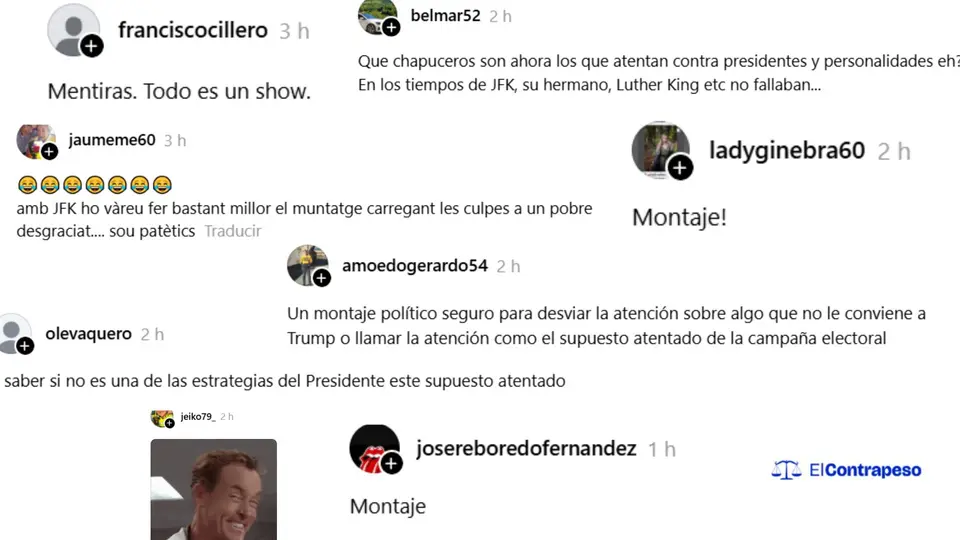 franciscocillero 3 h
Mentiras. Todo es un show.
belmar52 2 h
Que chapuceros son ahora los que atentan contra presidentes y personalidades eh?
En los tiempos de JFK, su hermano, Luther King etc no fallaban...
jaumeme60 3 h
😂😂😂😂😂😂😂
amb JFK ho vàreu fer bastant millor el muntatge carregant les culpes a un pobre
desgraciat.... sou patètics Traducir
ladyginebra60 2 h
Montaje!
amoedogerardo54 2 h
Un montaje político seguro para desviar la atención sobre algo que no le conviene a
Trump o llamar la atención como el supuesto atentado de la campaña electoral
olevaquero 2 h
saber si no es una de las estrategias del Presidente este supuesto atentado
jeiko79_ 2 h
josereboredofernandez 1 h
Montaje
ElContrapeso